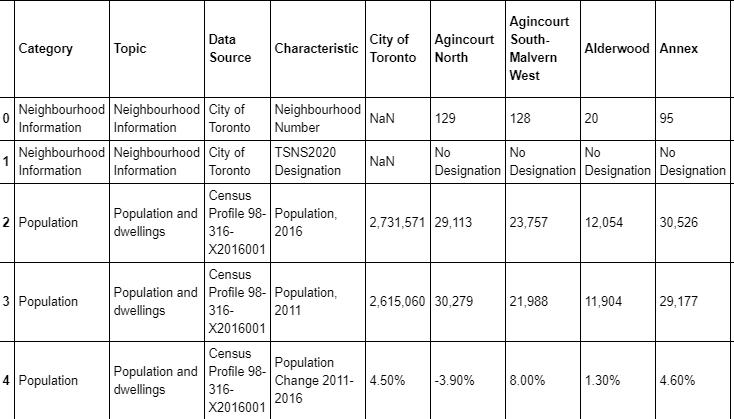 Category Topic Data Source Characteristic City of Toronto Agincourt North Agincourt South-Malvern West Alderwood Annex
0 Neighbourhood Information Neighbourhood Information City of Toronto Neighbourhood Number NaN 129 128 20 95
1 Neighbourhood Information Neighbourhood Information City of Toronto TSNS2020 Designation NaN No Designation No Designation No Designation No Designation
2 Population Population and dwellings Census Profile 98-316-X2016001 Population, 2016 2,731,571 29,113 23,757 12,054 30,526
3 Population Population and dwellings Census Profile 98-316-X2016001 Population, 2011 2,615,060 30,279 21,988 11,904 29,177
4 Population Population and dwellings Census Profile 98-316-X2016001 Population Change 2011-2016 4.50% -3.90% 8.00% 1.30% 4.60%